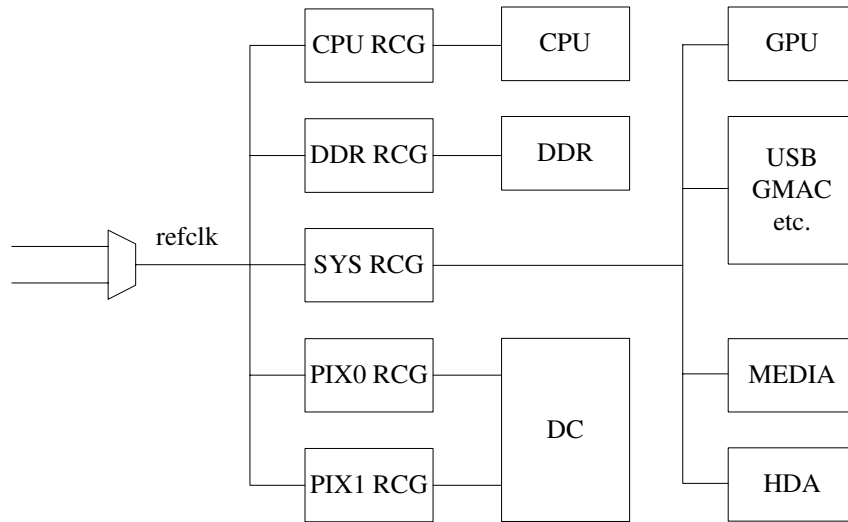 CPU RCG
CPU
GPU
DDR RCG
DDR
USB
GMAC
etc.
refclk
SYS RCG
PIX0 RCG
MEDIA
DC
PIX1 RCG
HDA